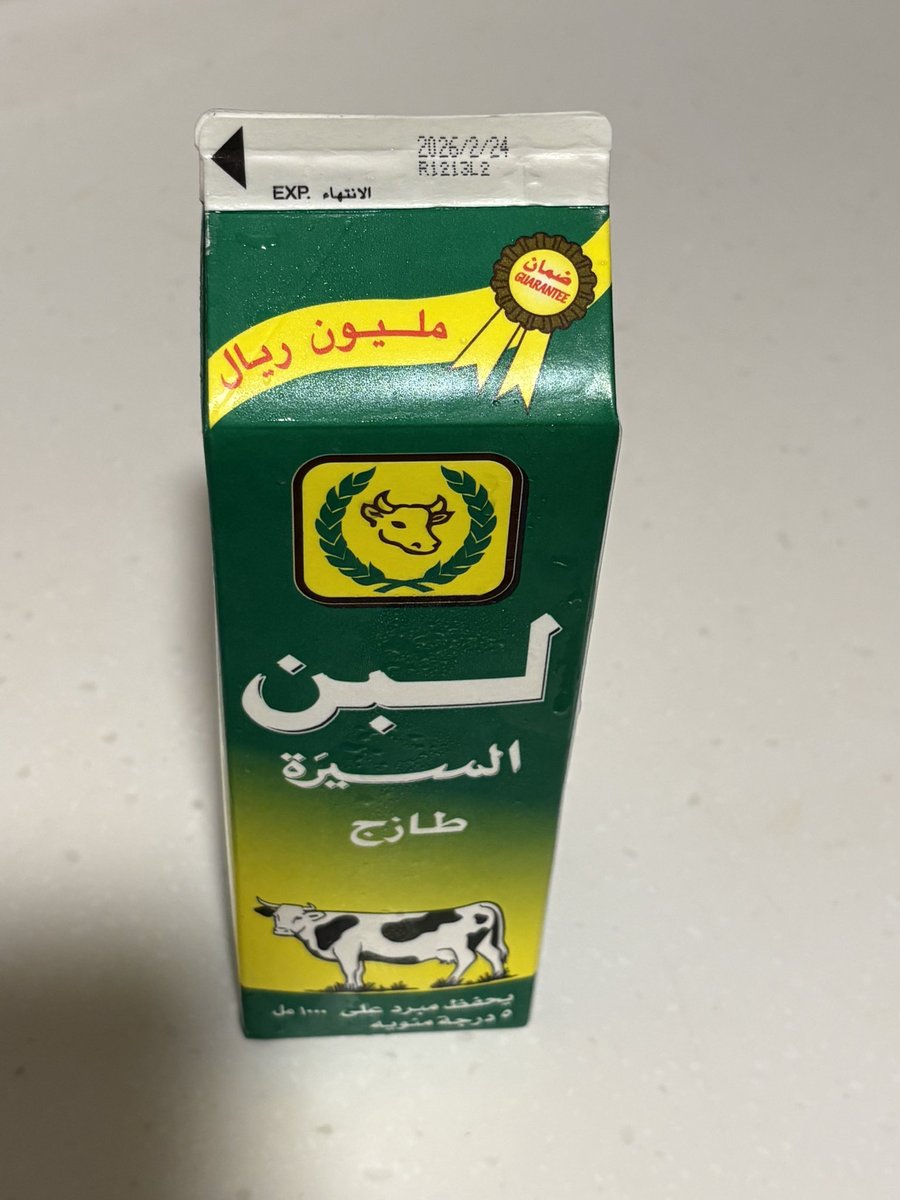 2026/2/24
R1213L2
EXP. الانتهاء
ضمان
GUARANTEE
مليون ريال
لبن
السيرة
طازج
يحفظ مبرد على
٥ درجة مئويه
١٠٠٠ مل